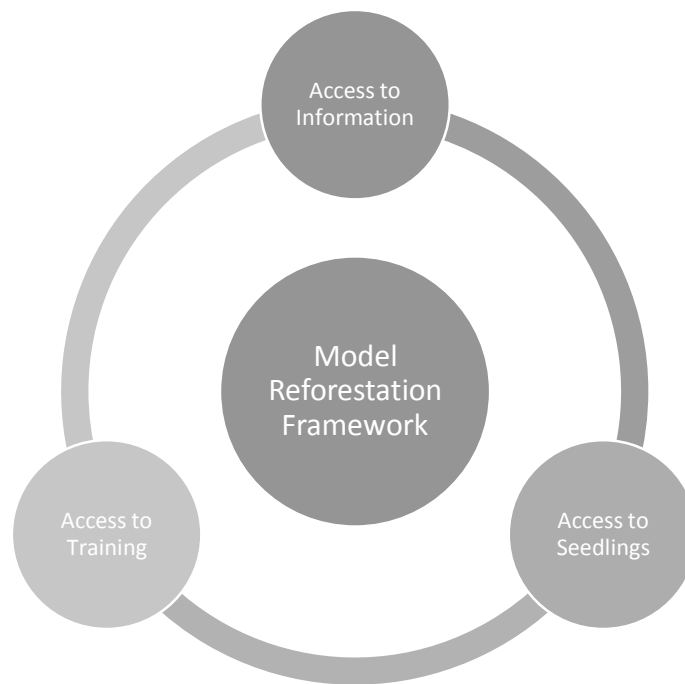 Access to
Information
Model
Reforestation
Framework
Access to
Training
Access to
Seedlings